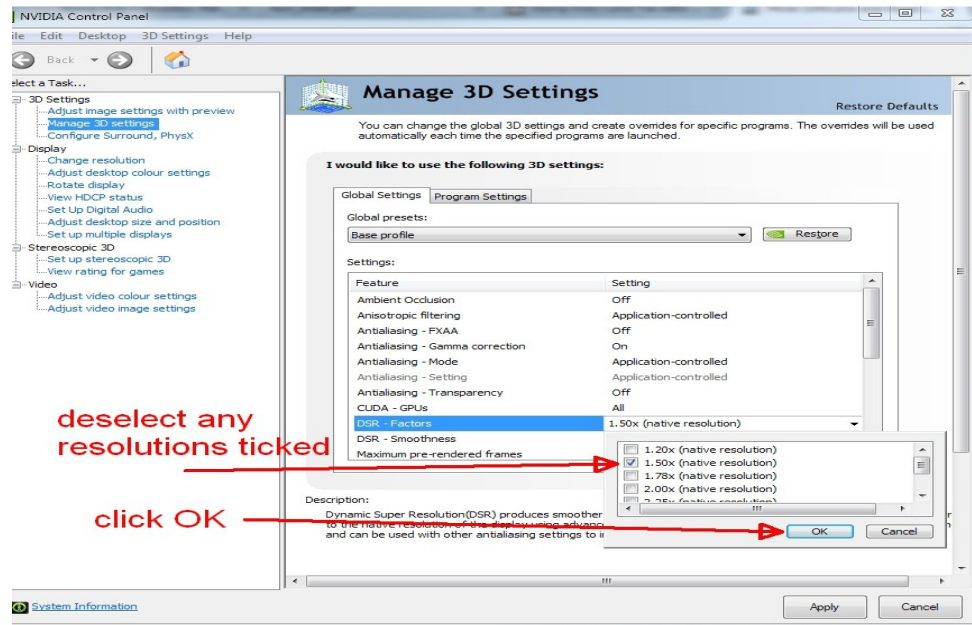 NVIDIA Control Panel
ile Edit Desktop 3D Settings Help
Back
elect a Task...
3D Settings
Adjust image settings with preview
Manage 3D settings
Configure Surround, PhysX
Display
Change resolution
Adjust desktop colour settings
Rotate display
View HDCP status
Set Up Digital Audio
Adjust desktop size and position
Set up multiple displays
Stereoscopic 3D
Set up stereoscopic 3D
View rating for games
Video
Adjust video colour settings
Adjust video image settings
Manage 3D Settings
Restore Defaults
You can change the global 3D settings and create overrides for specific programs. The overrides will be used
automatically each time the specified programs are launched.
I would like to use the following 3D settings:
Global Settings Program Settings
Global presets:
Base profile Restore
Settings:
Feature Setting
Ambient Occlusion Off
Anisotropic filtering Application-controlled
Antialiasing - FXAA Off
Antialiasing - Gamma correction On
Antialiasing - Mode Application-controlled
Antialiasing - Setting Application-controlled
Antialiasing - Transparency Off
CUDA - GPUs All
DSR - Factors 1.50x (native resolution)
DSR - Smoothness
Maximum pre-rendered frames
1.20x (native resolution)
1.50x (native resolution)
1.78x (native resolution)
2.00x (native resolution)
2.25x (native resolution)
OK Cancel
deselect any
resolutions ticked
click OK
Description:
Dynamic Super Resolution(DSR) produces smoother
to the native resolution of the display using
and can be used with other antialiasing settings to
System Information
Apply Cancel